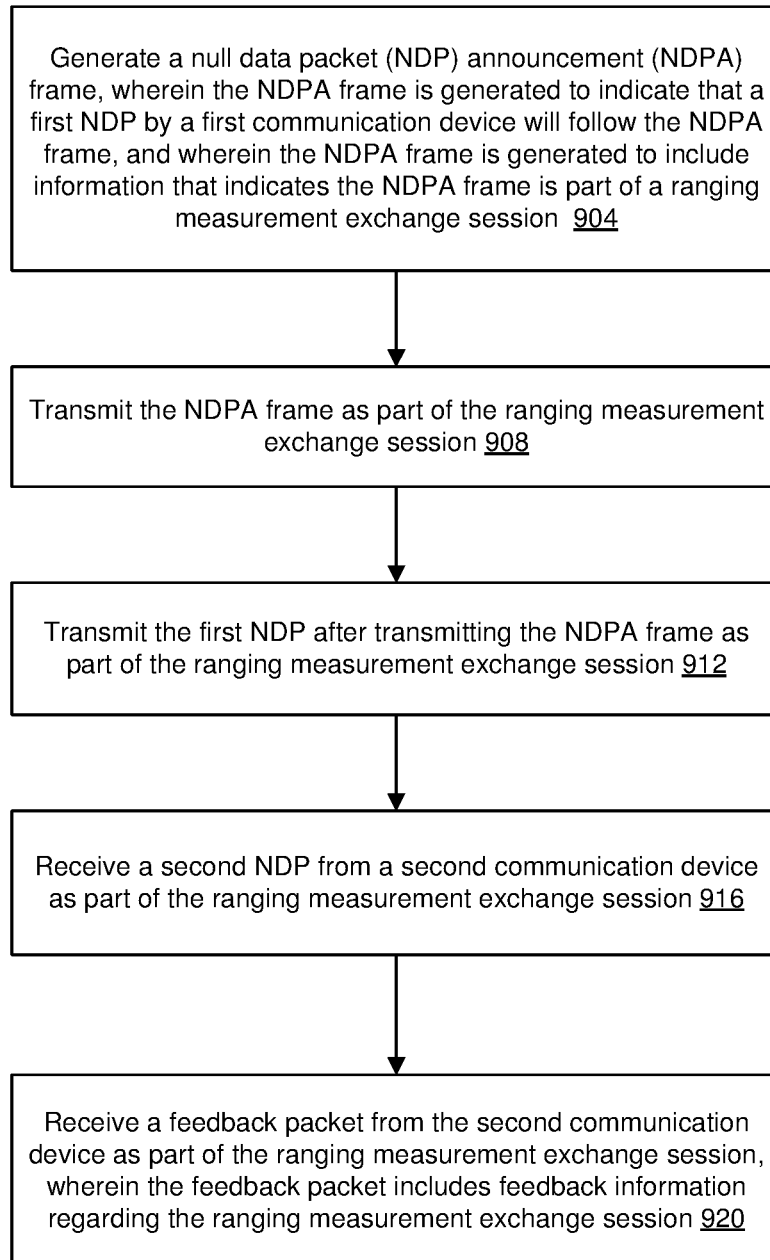 Generate a null data packet (NDP) announcement (NDPA)
frame, wherein the NDPA frame is generated to indicate that a
first NDP by a first communication device will follow the NDPA
frame, and wherein the NDPA frame is generated to include
information that indicates the NDPA frame is part of a ranging
measurement exchange session 904
Transmit the NDPA frame as part of the ranging measurement
exchange session 908
Transmit the first NDP after transmitting the NDPA frame as
part of the ranging measurement exchange session 912
Receive a second NDP from a second communication device
as part of the ranging measurement exchange session 916
Receive a feedback packet from the second communication
device as part of the ranging measurement exchange session,
wherein the feedback packet includes feedback information
regarding the ranging measurement exchange session 920